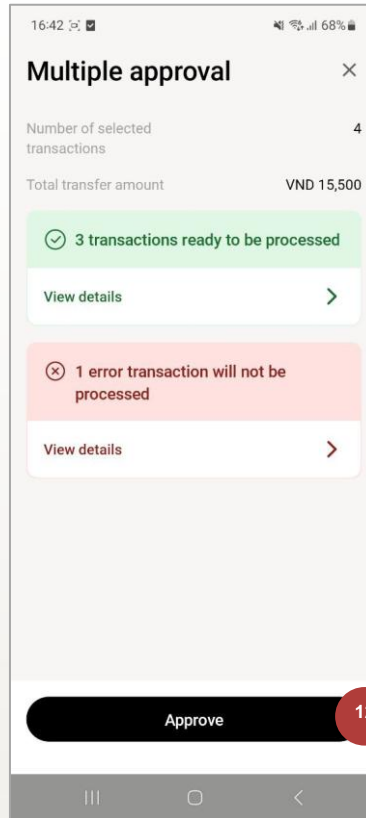 16:42
68%
Multiple approval
Number of selected 4
transactions
Total transfer amount VND 15,500
3 transactions ready to be processed
View details
1 error transaction will not be
processed
View details
Approve